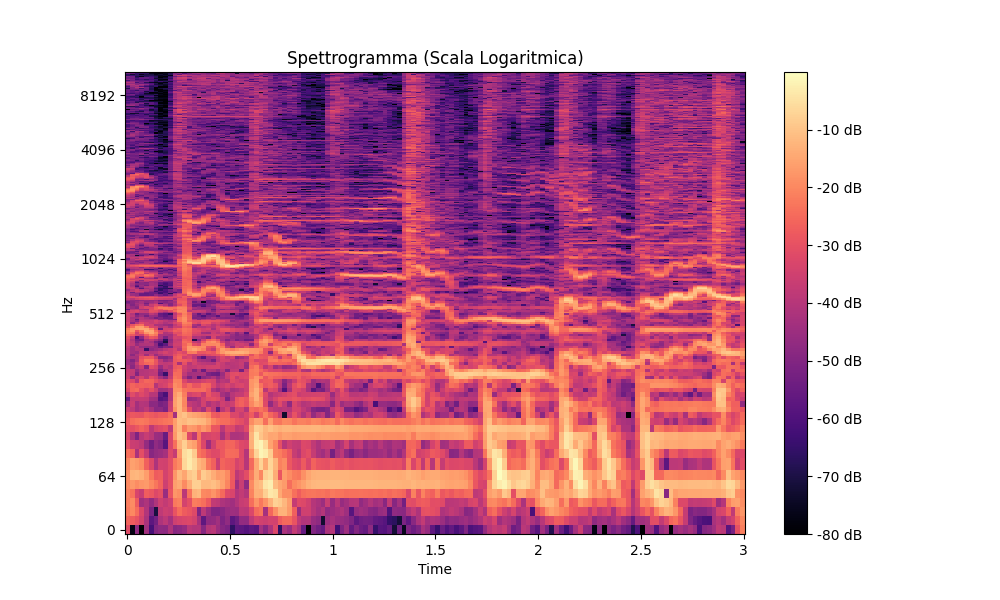 Spettrogramma (Scala Logaritmica)
Hz
8192
4096
2048
1024
512
256
128
64
0
0
0.5
1
1.5
2
2.5
3
Time
-10 dB
-20 dB
-30 dB
-40 dB
-50 dB
-60 dB
-70 dB
-80 dB